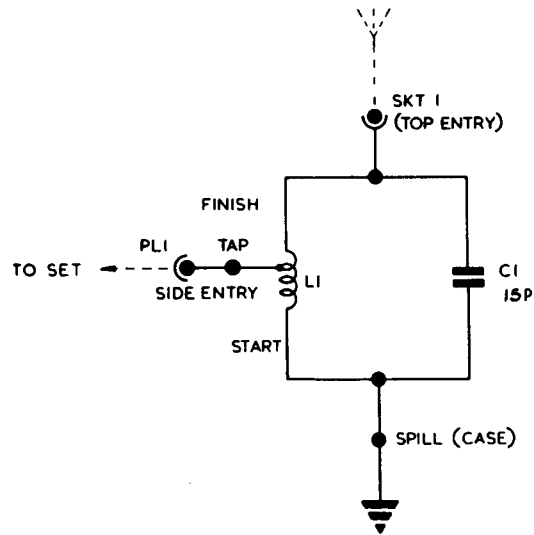 SKT 1
(TOP ENTRY)
FINISH
PL1
TAP
TO SET
SIDE ENTRY
L1
C1
15P
START
SPILL (CASE)